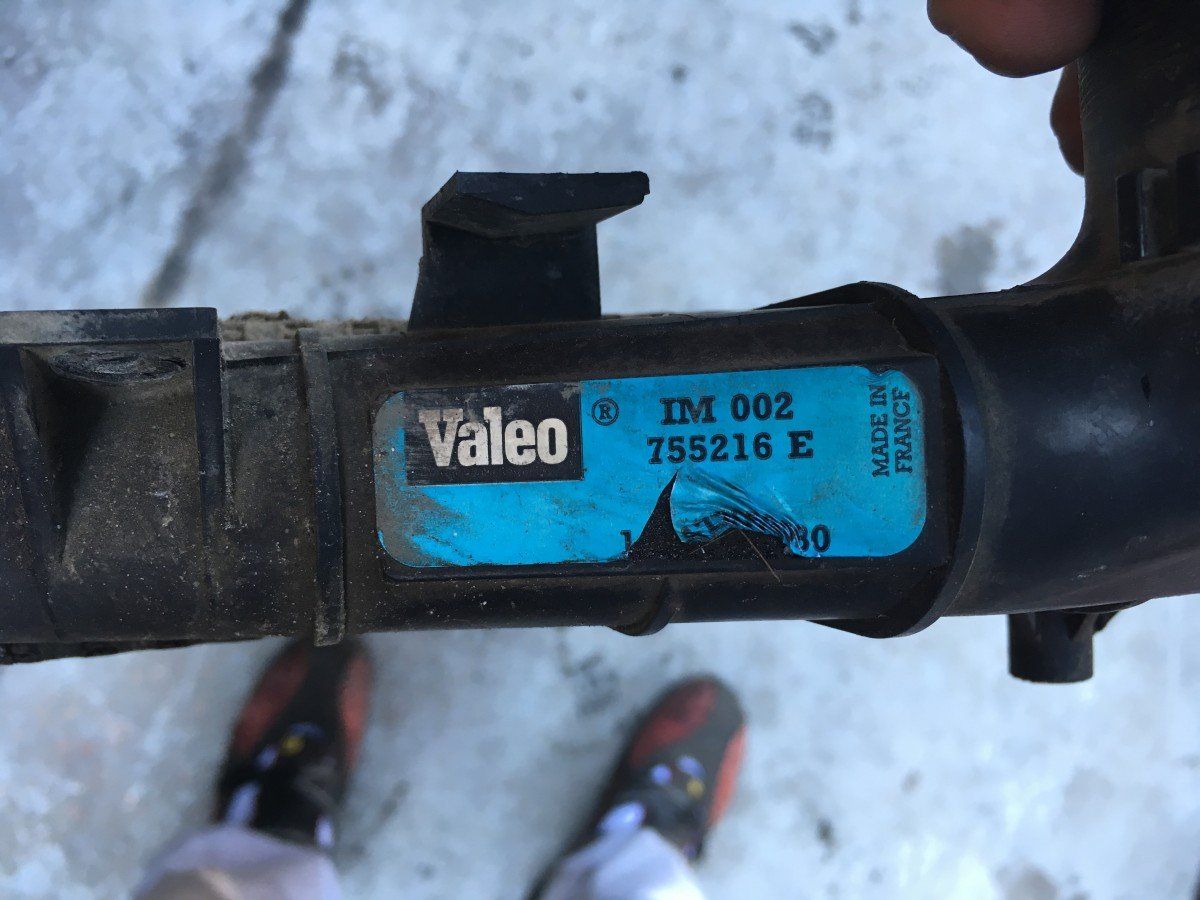 Valeo ®
IM 002
755216 E
MADE IN
FRANCE